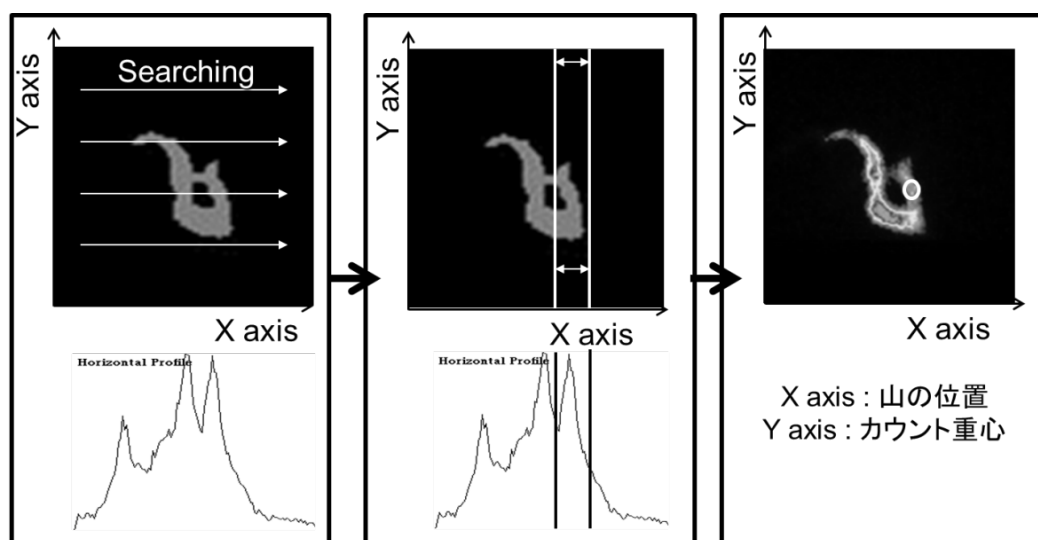 Searching
Y axis
X axis
Horizontal Profile
Y axis
X axis
Horizontal Profile
Y axis
X axis
X axis : 山の位置
Y axis : カウント重心